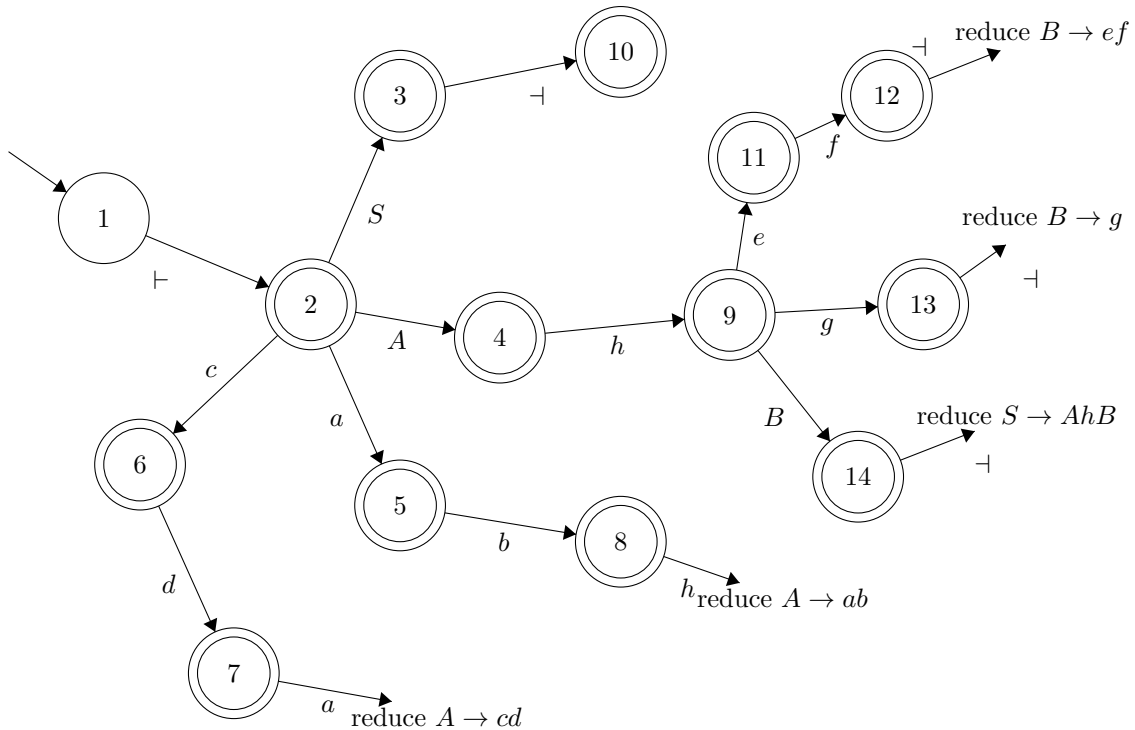 10
reduce B → ef
⊣
3
12
⊣
11
f
1
S
reduce B → g
e
⊢
⊣
2
13
9
g
A
4
h
c
B
reduce S → AhB
a
6
⊣
14
5
b
8
d
h
reduce A → ab
7
a
reduce A → cd